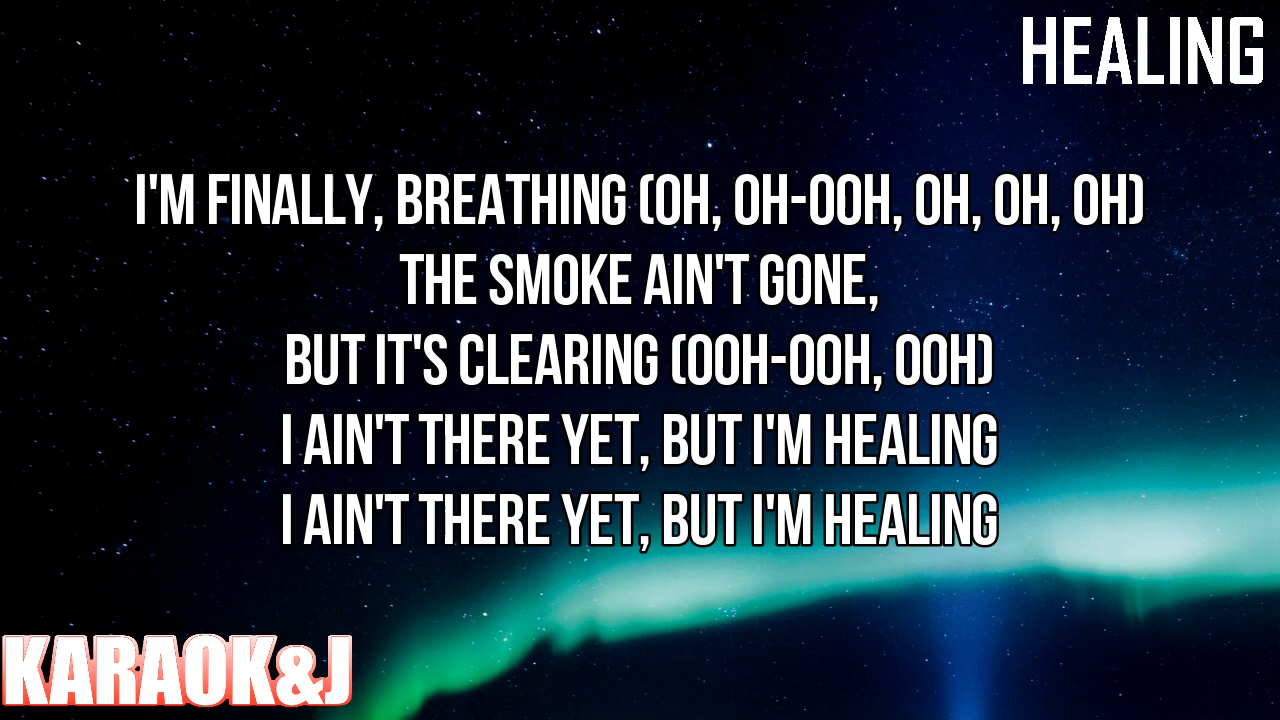 HEALING
I'M FINALLY, BREATHING (OH, OH-OOH, OH, OH, OH)
THE SMOKE AIN'T GONE,
BUT IT'S CLEARING (OOH-OOH, OOH)
I AIN'T THERE YET, BUT I'M HEALING
I AIN'T THERE YET, BUT I'M HEALING
KARAOK&J